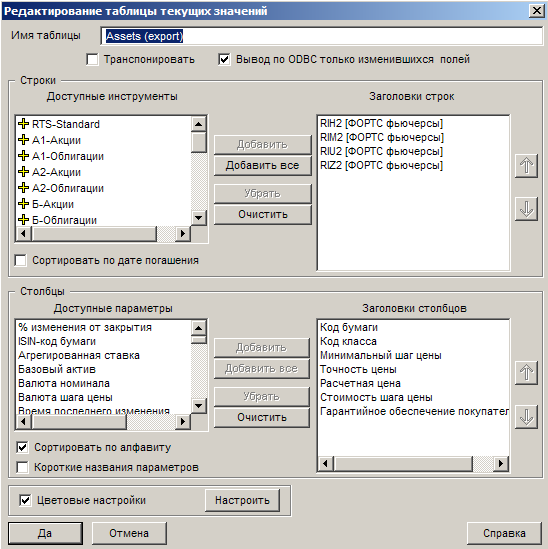 Редактирование таблицы текущих значений
Имя таблицы
Assets (export)
Транспонировать
Вывод по ODBC только изменившихся полей
Строки
Доступные инструменты
Заголовки строк
RTS-Standard
А1-Акции
А1-Облигации
А2-Акции
А2-Облигации
Б-Акции
Б-Облигации
Добавить
Добавить все
Убрать
Очистить
RIH2 [ФОРТС фьючерсы]
RIM2 [ФОРТС фьючерсы]
RIU2 [ФОРТС фьючерсы]
RIZ2 [ФОРТС фьючерсы]
Сортировать по дате погашения
Столбцы
Доступные параметры
Заголовки столбцов
% изменения от закрытия
ISIN-код бумаги
Агрегированная ставка
Базовый актив
Валюта номинала
Валюта шага цены
Время последнего изменения
Добавить
Добавить все
Убрать
Очистить
Код бумаги
Код класса
Минимальный шаг цены
Точность цены
Расчетная цена
Стоимость шага цены
Гарантийное обеспечение покупател
Сортировать по алфавиту
Короткие названия параметров
Цветовые настройки
Настроить
Да
Отмена
Справка